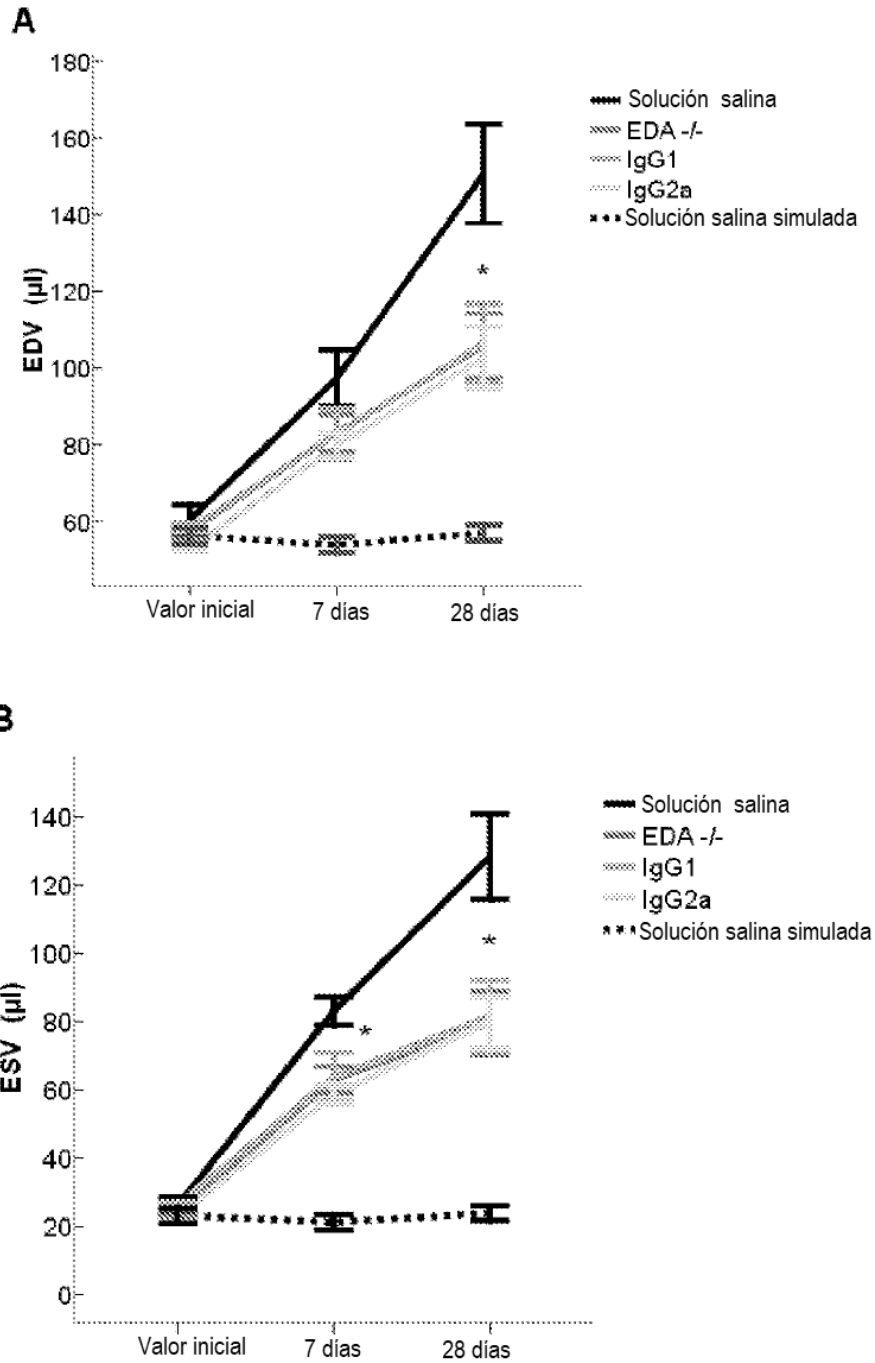 A
180
160
140
120
100
80
60
EDV (µl)
*
Valor inicial
7 días
28 días
Solución salina
EDA -/-
IgG1
IgG2a
Solución salina simulada
B
140
120
100
80
60
40
20
0
ESV (µl)
*
*
Valor inicial
7 días
28 días
Solución salina
EDA -/-
IgG1
IgG2a
Solución salina simulada